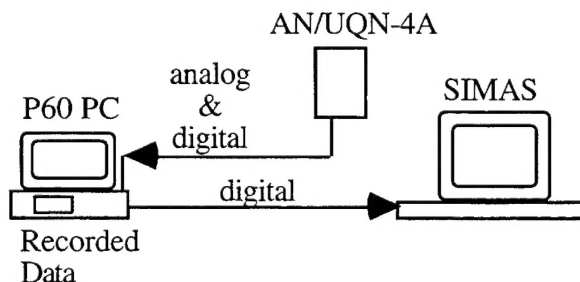 AN/UQN-4A
analog
&
digital
P60 PC
SIMAS
digital
Recorded
Data